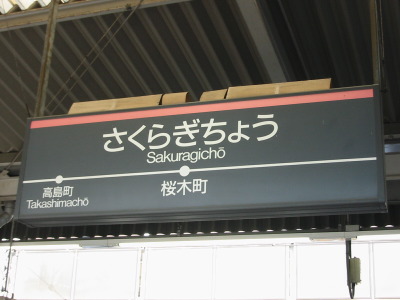 さくらぎちょう
Sakuragichō
高島町
Takashimachō
桜木町